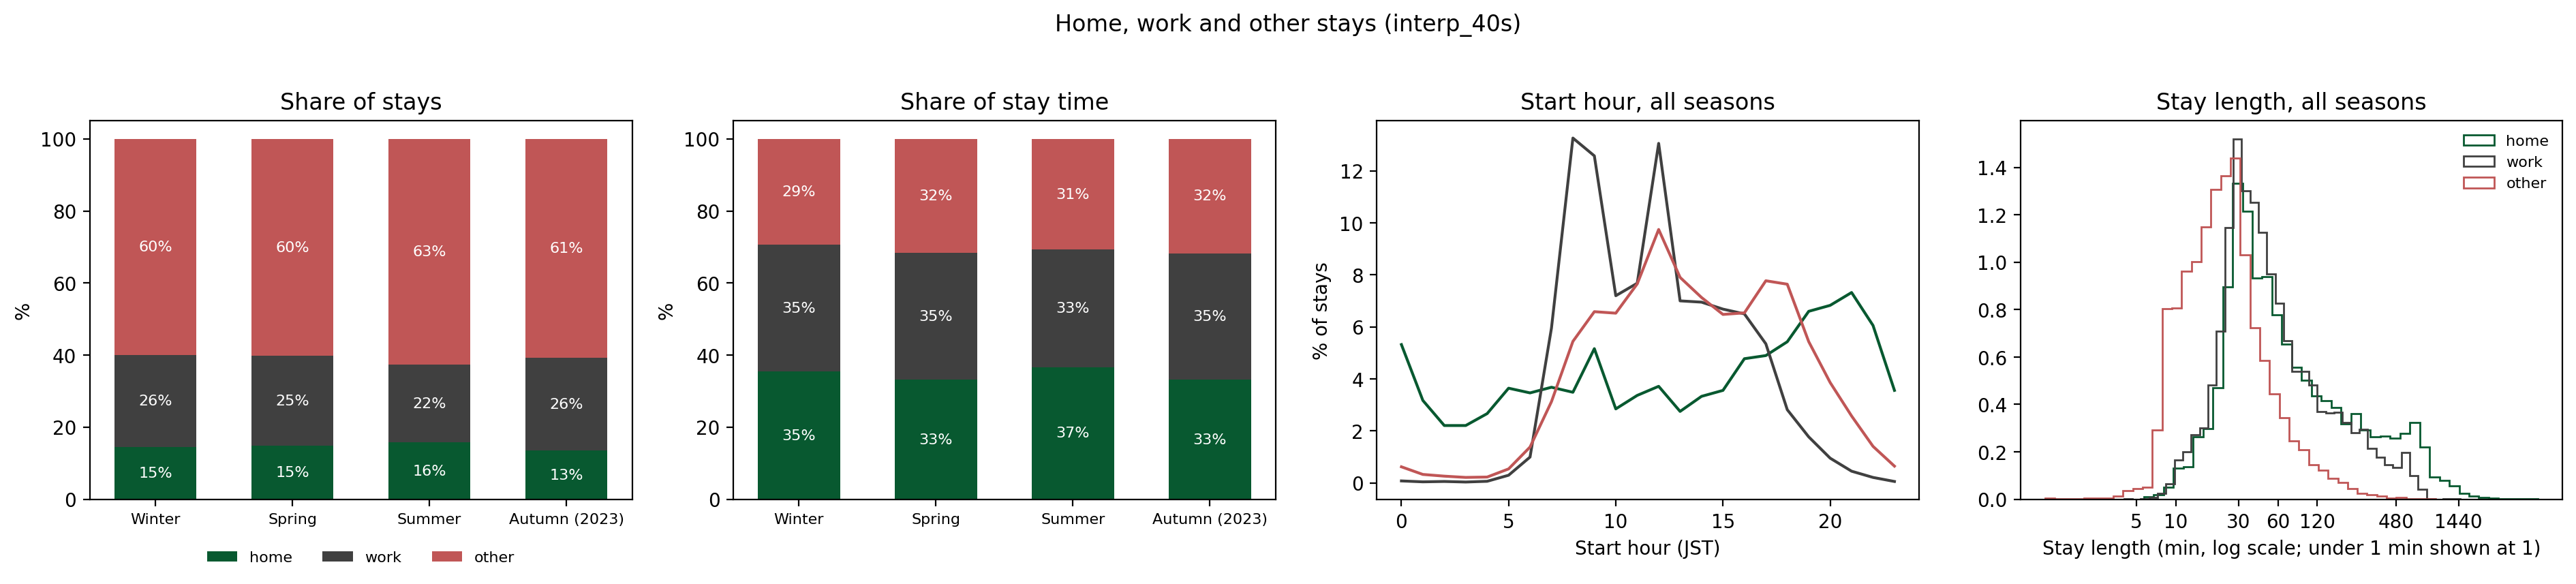 Home, work and other stays (interp_40s)
Share of stays
%
100
80
60
40
20
0
60%
60%
63%
61%
26%
25%
22%
26%
15%
15%
16%
13%
Winter
Spring
Summer
Autumn (2023)
home
work
other
Share of stay time
%
100
80
60
40
20
0
29%
32%
31%
32%
35%
35%
33%
35%
35%
33%
37%
33%
Winter
Spring
Summer
Autumn (2023)
Start hour, all seasons
% of stays
12
10
8
6
4
2
0
0
5
10
15
20
Start hour (JST)
Stay length, all seasons
home
work
other
1.4
1.2
1.0
0.8
0.6
0.4
0.2
0.0
5
10
30
60
120
480
1440
Stay length (min, log scale; under 1 min shown at 1)